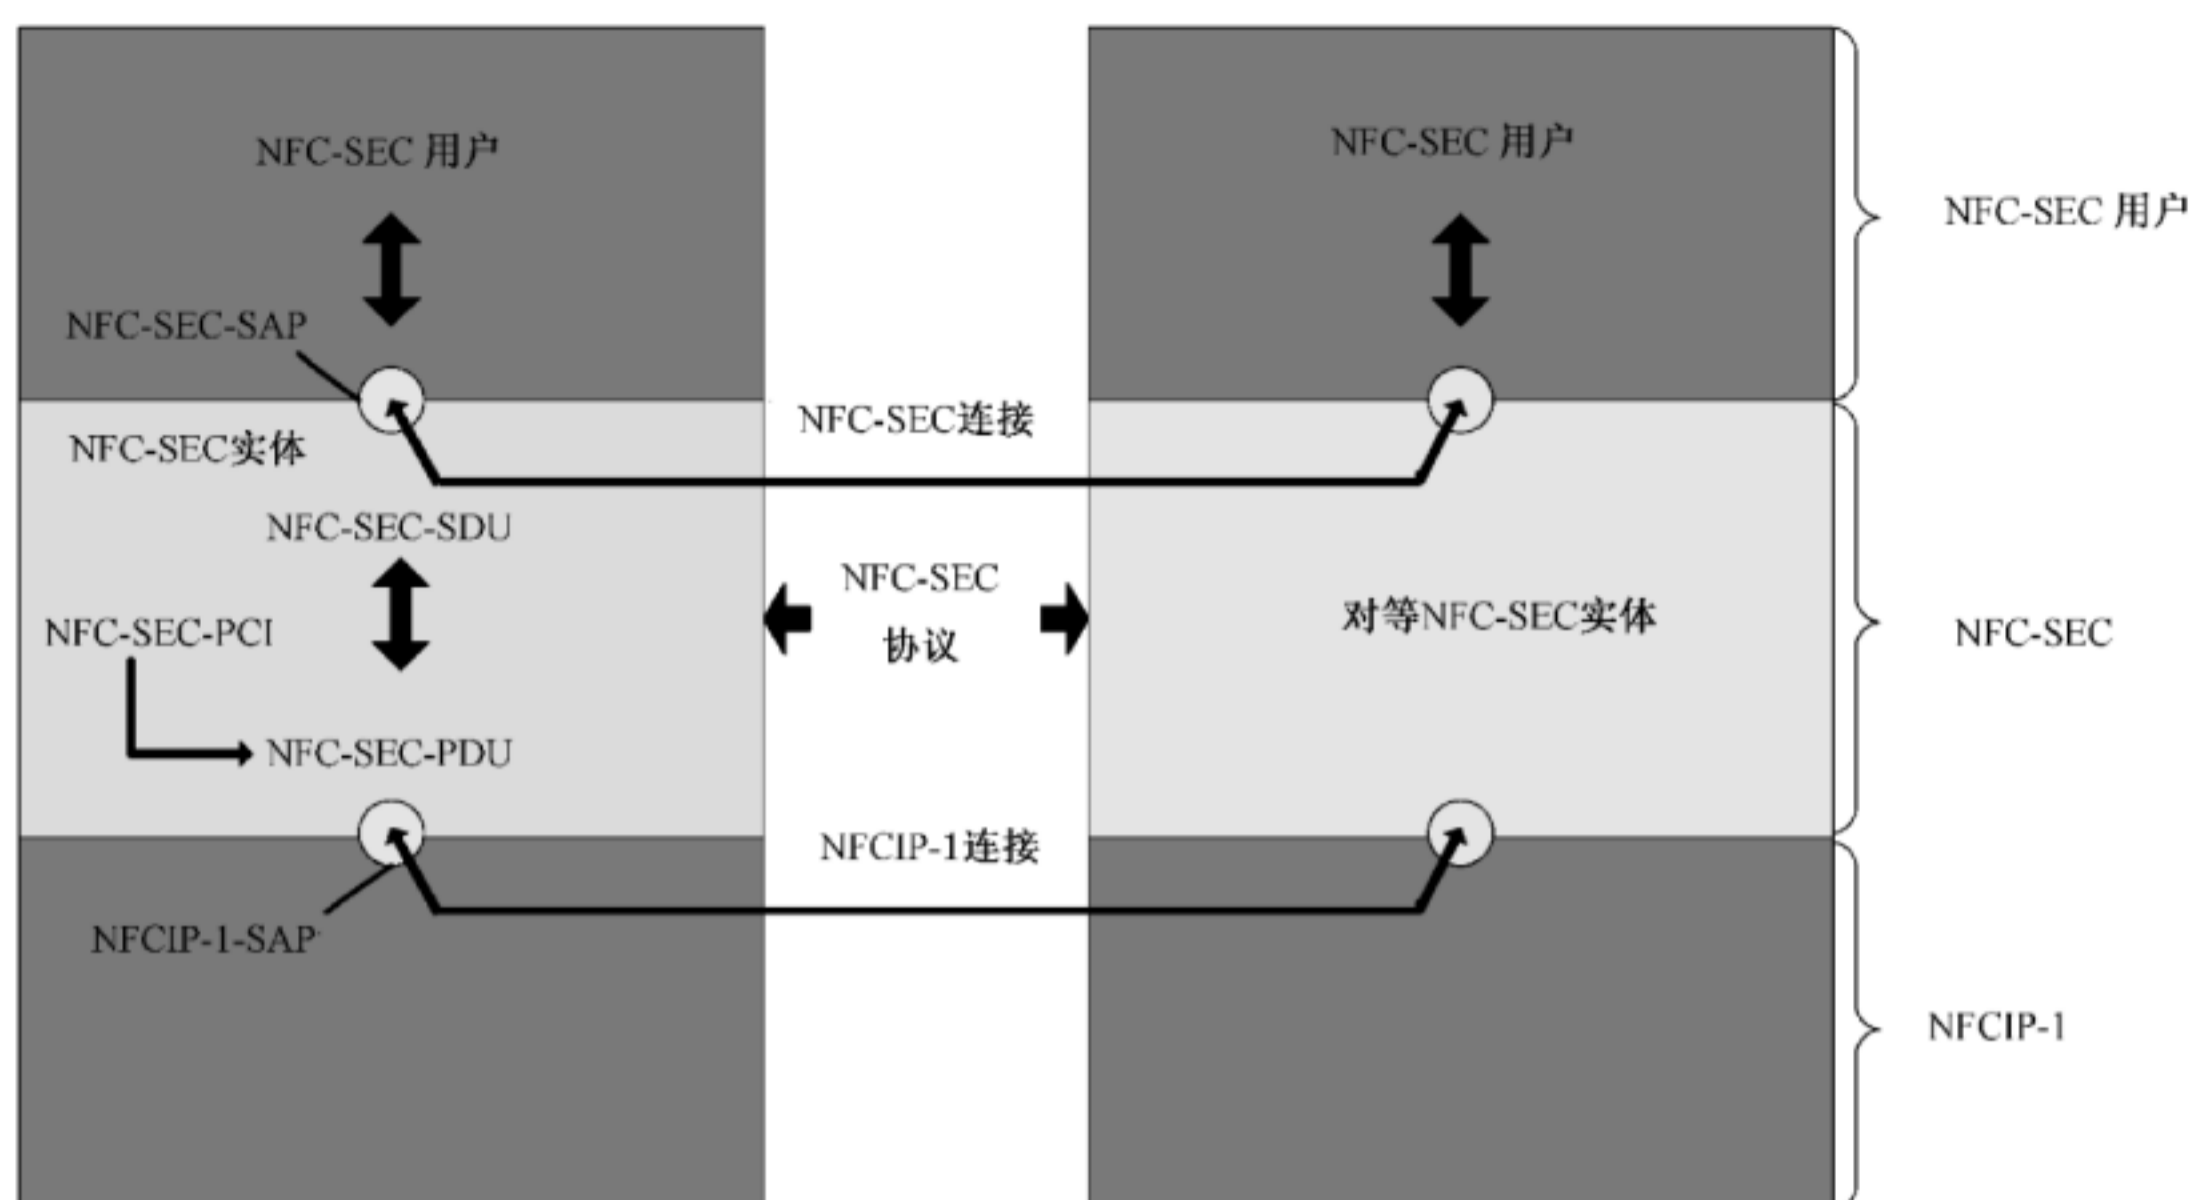 NFC-SEC 用户
NFC-SEC 用户
NFC-SEC 用户
NFC-SEC-SAP
NFC-SEC连接
NFC-SEC实体
NFC-SEC-SDU
NFC-SEC
协议
对等NFC-SEC实体
NFC-SEC-PCI
NFC-SEC
NFC-SEC-PDU
NFCIP-1连接
NFCIP-1-SAP
NFCIP-1